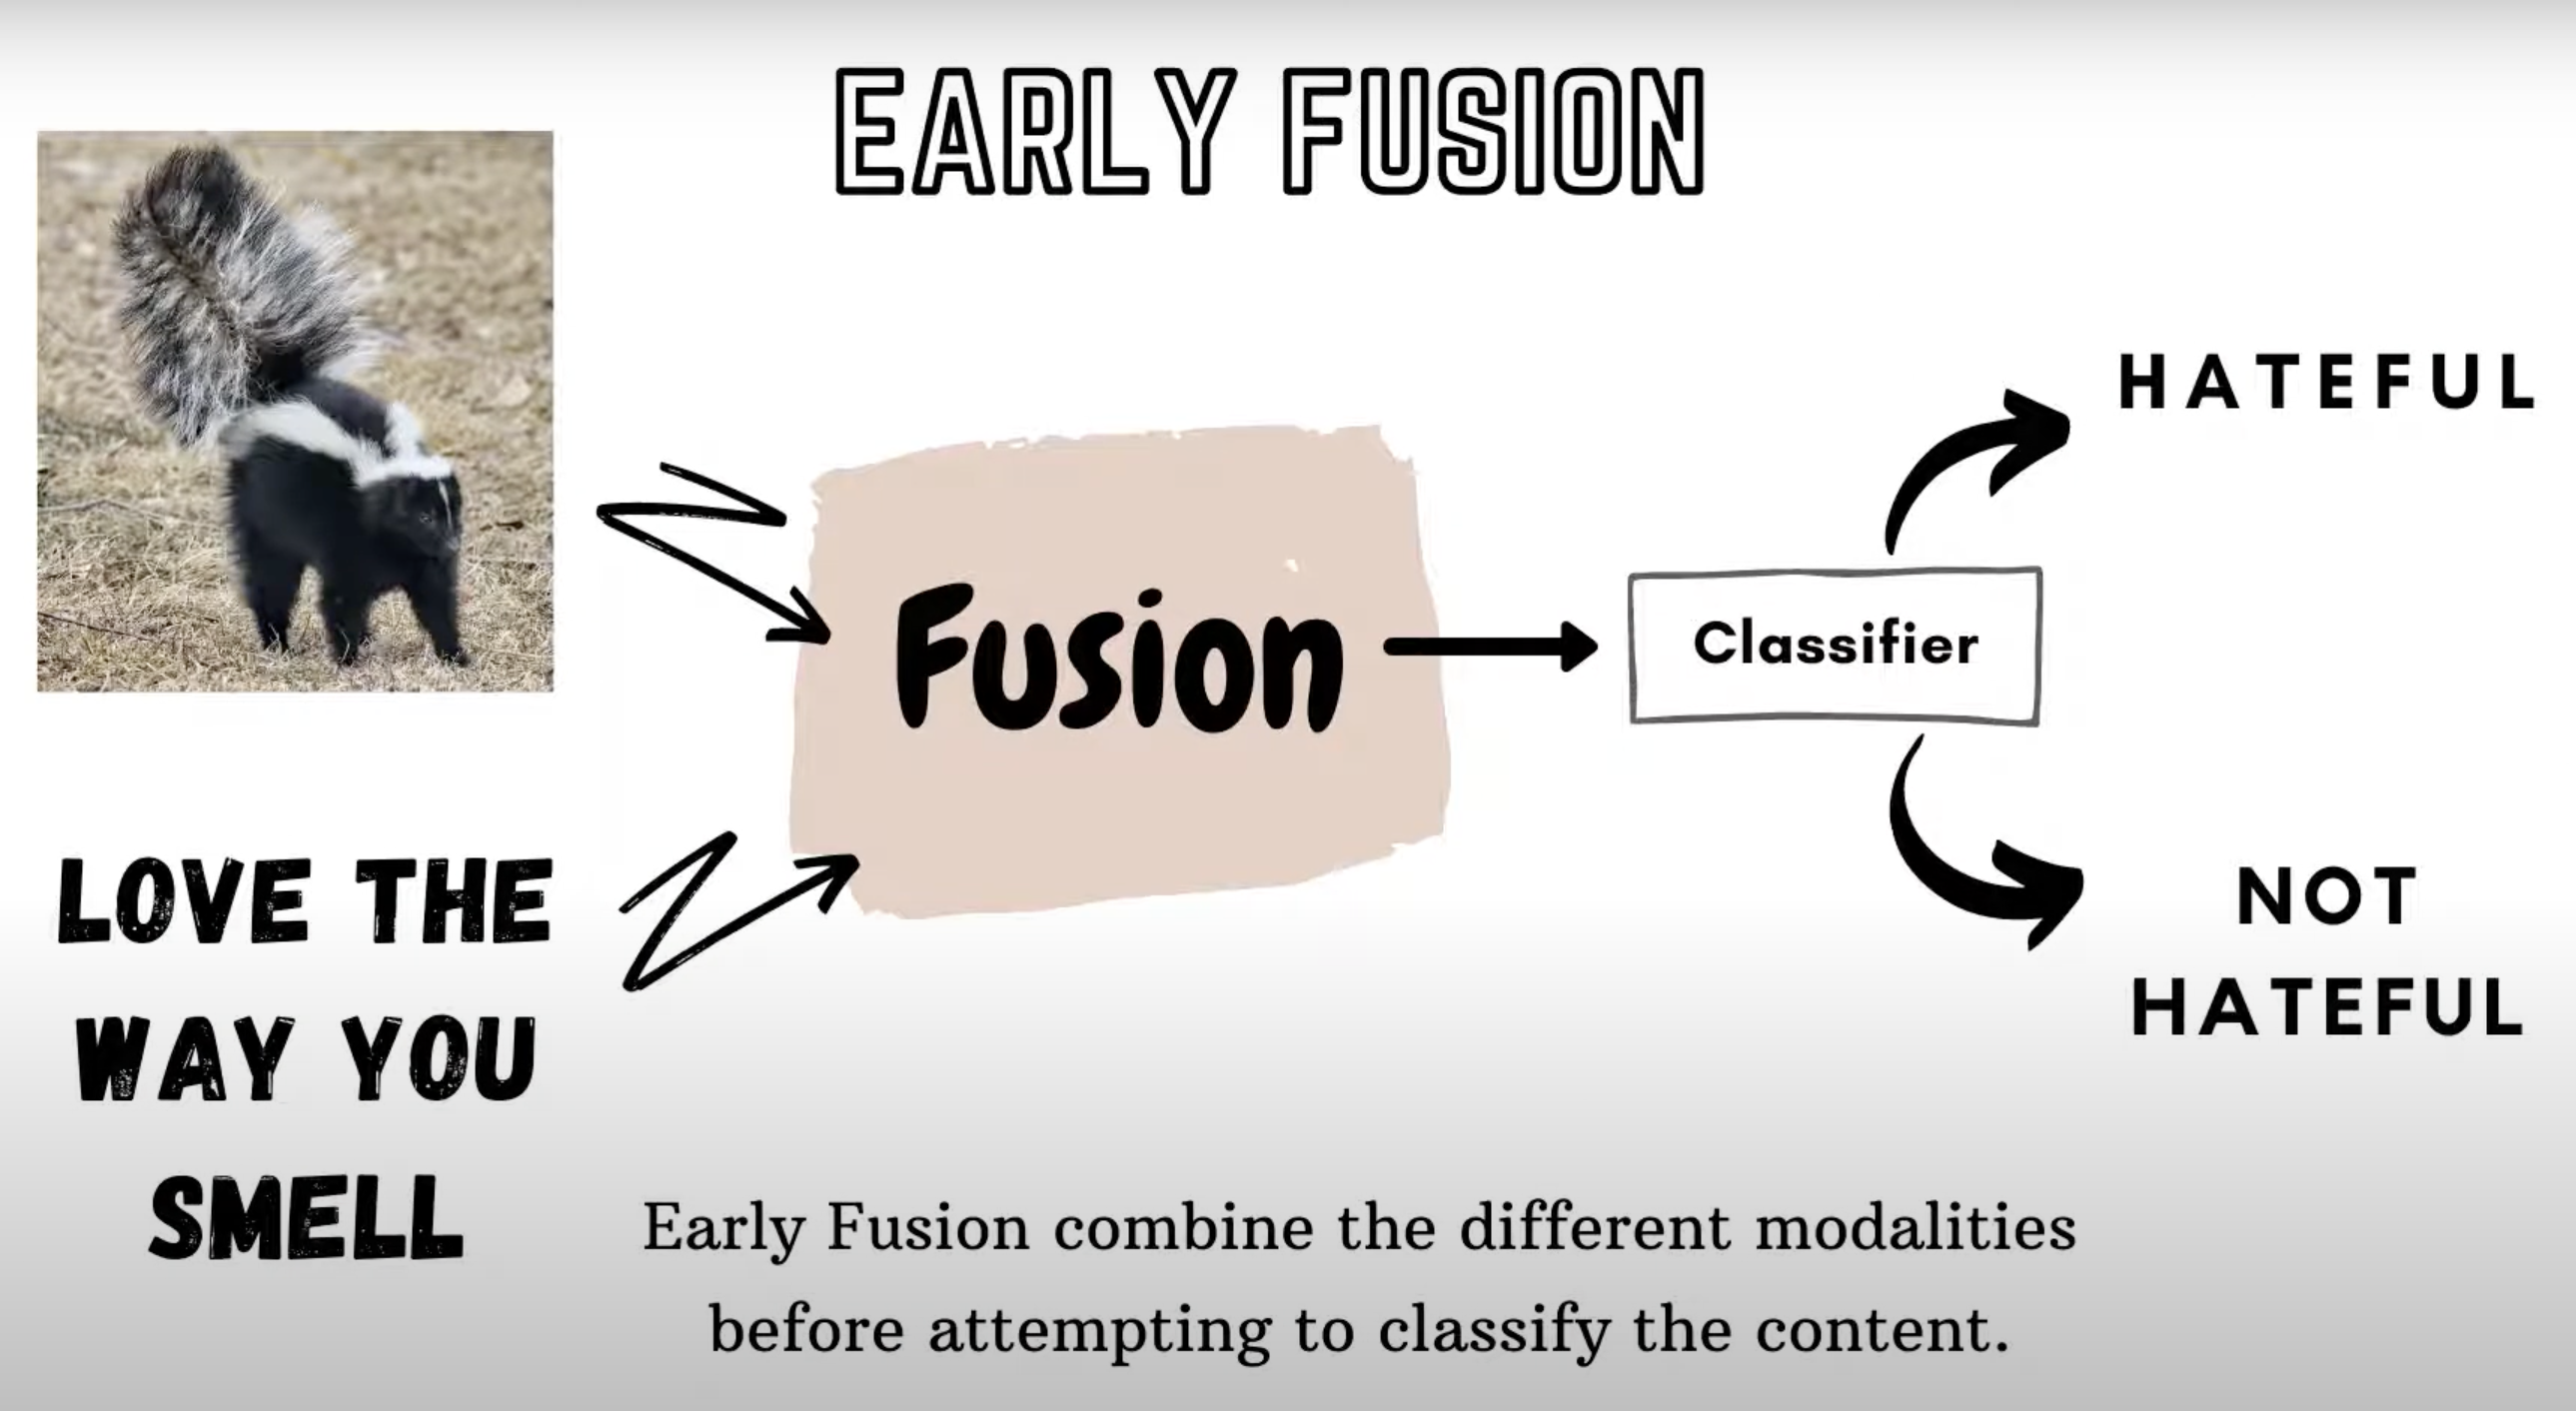 EARLY FUSION
HATEFUL
Fusion
Classifier
LOVE THE
WAY YOU
SMELL
NOT
HATEFUL
Early Fusion combine the different modalities
before attempting to classify the content.